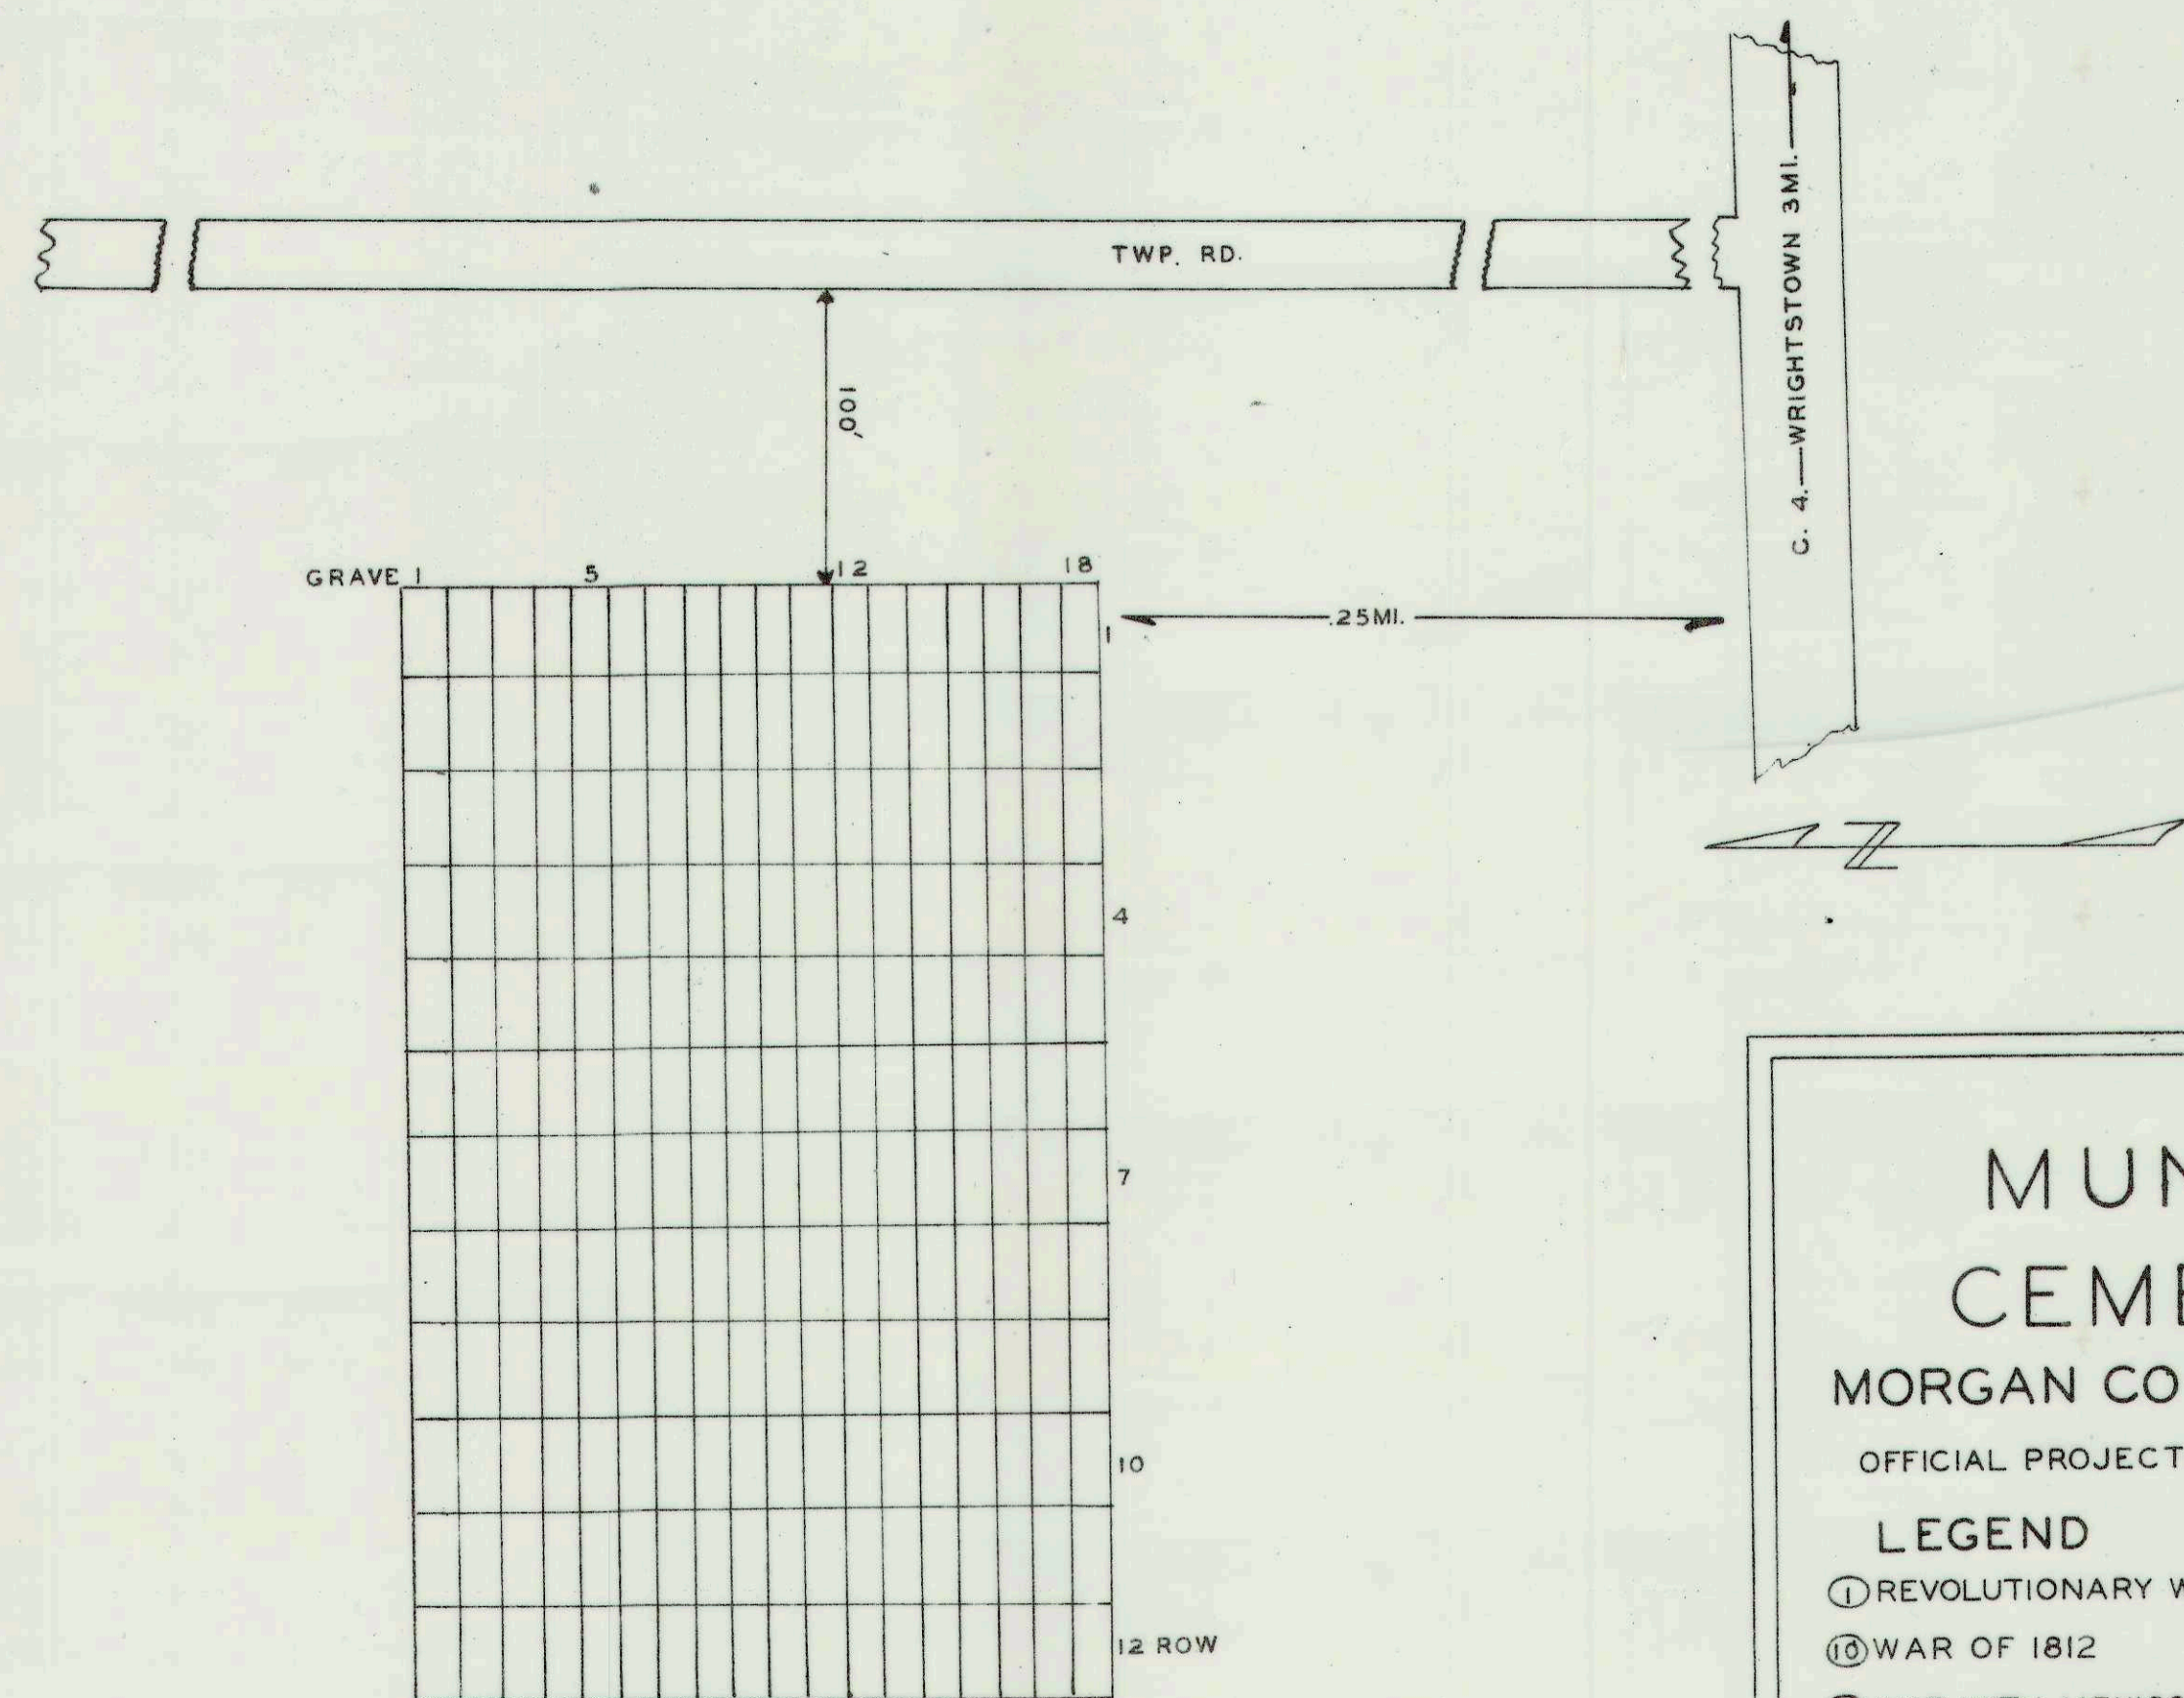 C. 4.—WRIGHTSTOWN 3MI.—
TWP. RD.
100'
GRAVE 1 5 12 18
.25MI.
1
4
7
10
12 ROW
N
MUN
CEME
MORGAN CO
OFFICIAL PROJECT
LEGEND
1 REVOLUTIONARY W
10 WAR OF 1812